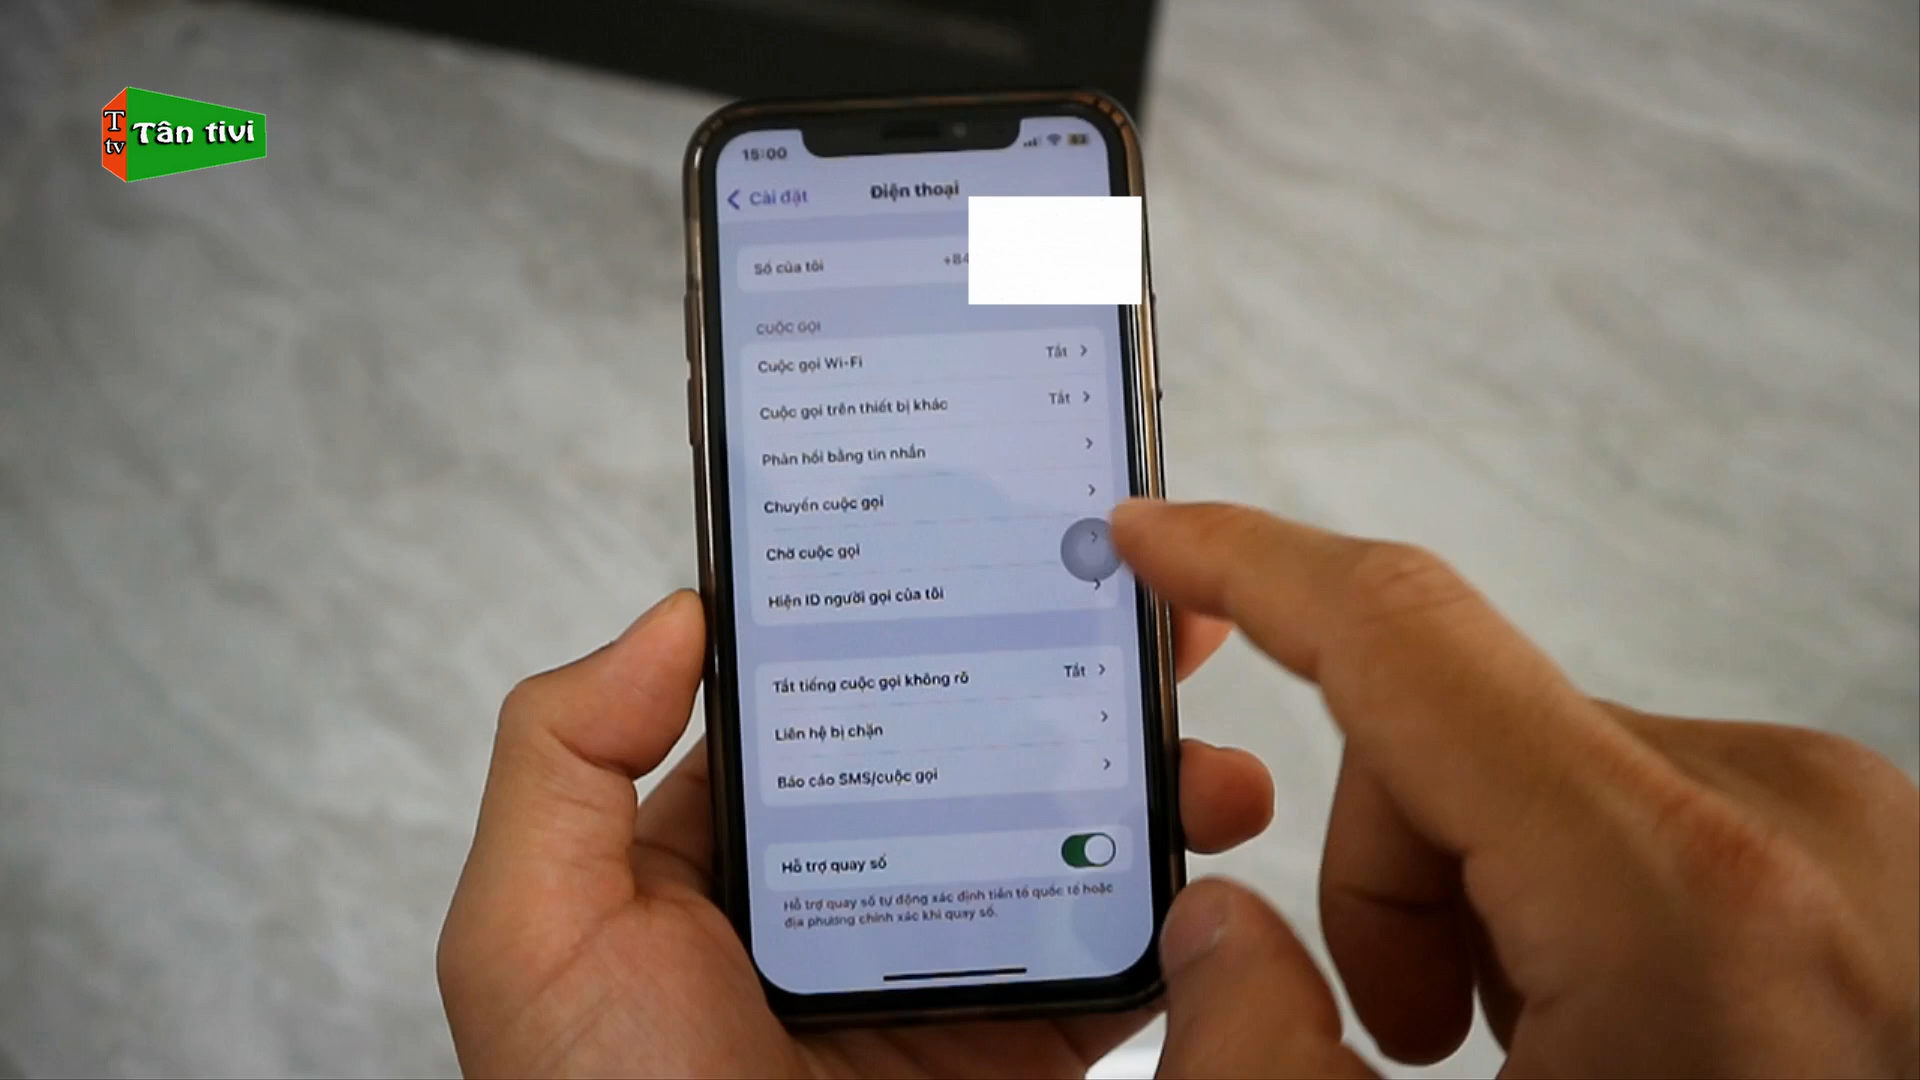 T
tv
Tân tivi
15:00
Cài đặt
Điện thoại
Số của tôi
+84
CUỘC GỌI
Cuộc gọi Wi-Fi
Tắt
Cuộc gọi trên thiết bị khác
Tắt
Phản hồi bằng tin nhắn
Chuyển cuộc gọi
Chờ cuộc gọi
Hiện ID người gọi của tôi
Tắt tiếng cuộc gọi không rõ
Tắt
Liên hệ bị chặn
Báo cáo SMS/cuộc gọi
Hỗ trợ quay số
Hỗ trợ quay số tự động xác định tiền tố quốc tế hoặc
địa phương chính xác khi quay số.